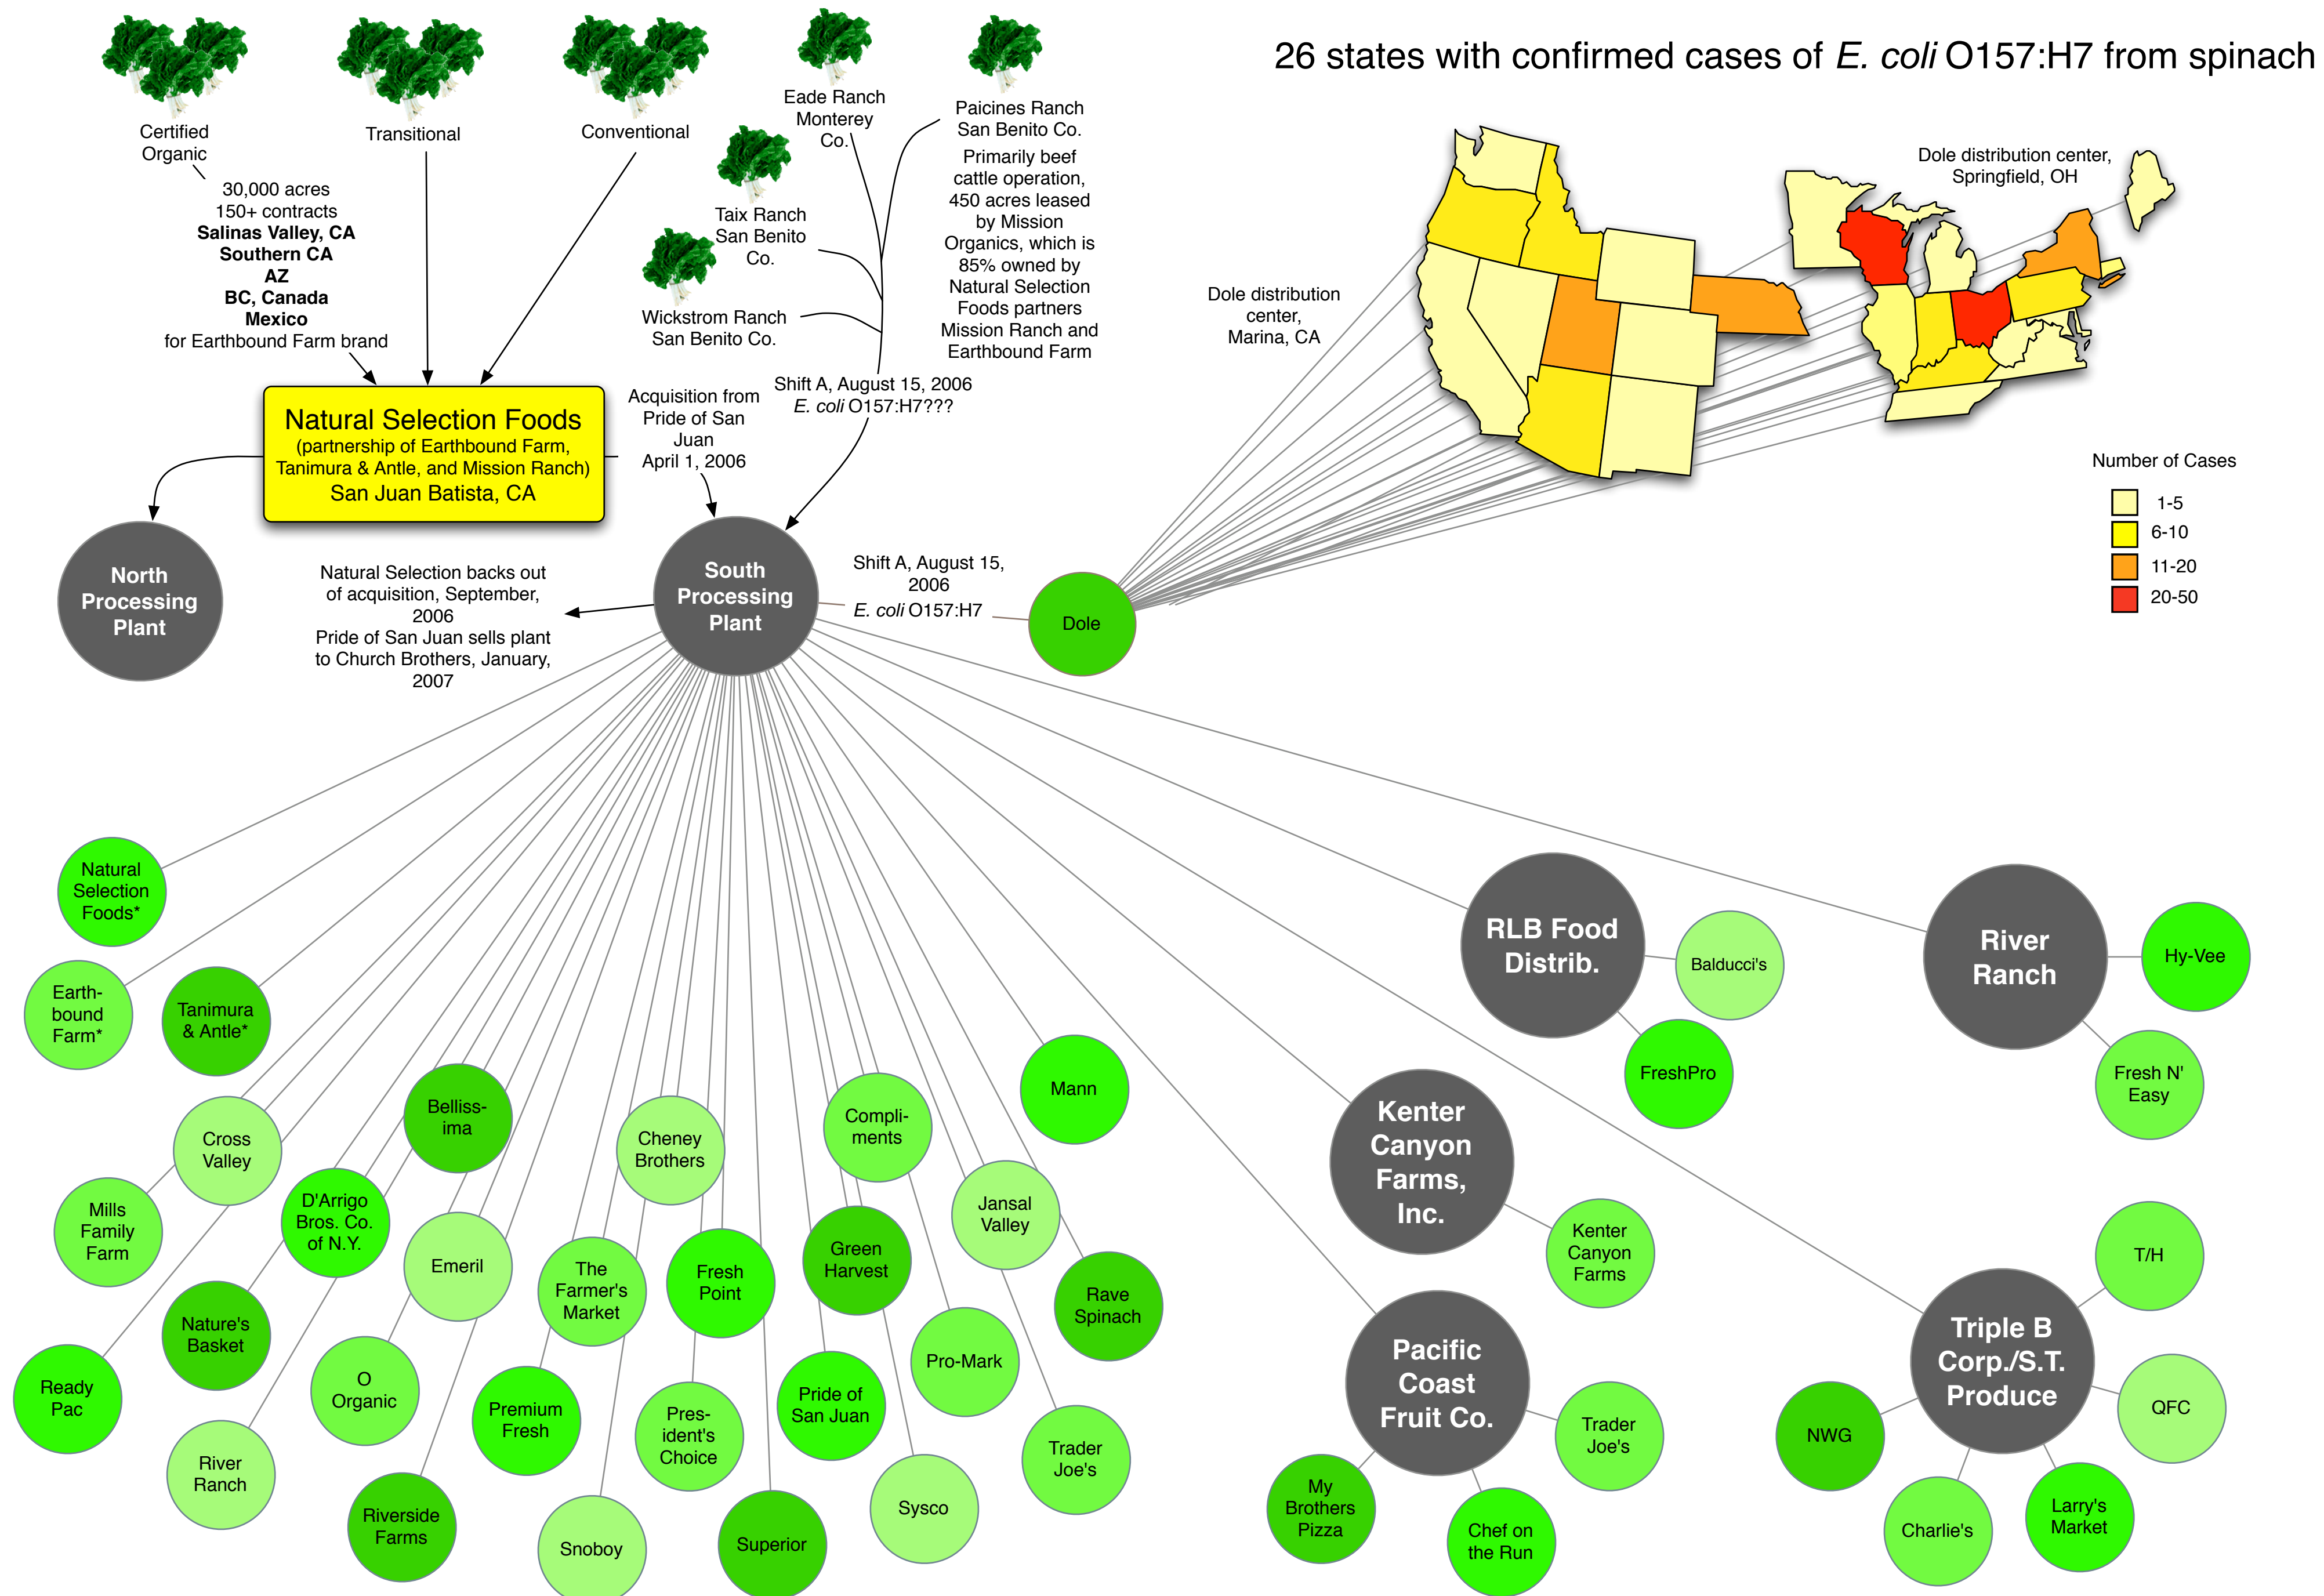 26 states with confirmed cases of E. coli O157:H7 from spinach
Certified
Organic
Transitional
Conventional
Eade Ranch
Monterey
Co.
Paicines Ranch
San Benito Co.
Primarily beef
cattle operation,
450 acres leased
by Mission
Organics, which is
85% owned by
Natural Selection
Foods partners
Mission Ranch and
Earthbound Farm
Taix Ranch
San Benito
Co.
Wickstrom Ranch
San Benito Co.
30,000 acres
150+ contracts
Salinas Valley, CA
Southern CA
AZ
BC, Canada
Mexico
for Earthbound Farm brand
Natural Selection Foods
(partnership of Earthbound Farm,
Tanimura & Antle, and Mission Ranch)
San Juan Batista, CA
Acquisition from
Pride of San
Juan
April 1, 2006
Shift A, August 15, 2006
E. coli O157:H7???
Dole distribution
center,
Marina, CA
Dole distribution center,
Springfield, OH
Number of Cases
1-5
6-10
11-20
20-50
North
Processing
Plant
Natural Selection backs out
of acquisition, September,
2006
Pride of San Juan sells plant
to Church Brothers, January,
2007
South
Processing
Plant
Shift A, August 15,
2006
E. coli O157:H7
Dole
Natural
Selection
Foods*
Earth-
bound
Farm*
Tanimura
& Antle*
Cross
Valley
Mills
Family
Farm
Belliss-
ima
D'Arrigo
Bros. Co.
of N.Y.
Emeril
Nature's
Basket
Ready
Pac
River
Ranch
O
Organic
Riverside
Farms
The
Farmer's
Market
Premium
Fresh
Snoboy
Cheney
Brothers
Fresh
Point
Pres-
ident's
Choice
Superior
Compli-
ments
Green
Harvest
Pride of
San Juan
Sysco
Pro-Mark
Jansal
Valley
Mann
Rave
Spinach
Trader
Joe's
RLB Food
Distrib.
Balducci's
FreshPro
River
Ranch
Hy-Vee
Fresh N'
Easy
Kenter
Canyon
Farms,
Inc.
Kenter
Canyon
Farms
Pacific
Coast
Fruit Co.
Trader
Joe's
My
Brothers
Pizza
Chef on
the Run
Triple B
Corp./S.T.
Produce
T/H
QFC
NWG
Charlie's
Larry's
Market